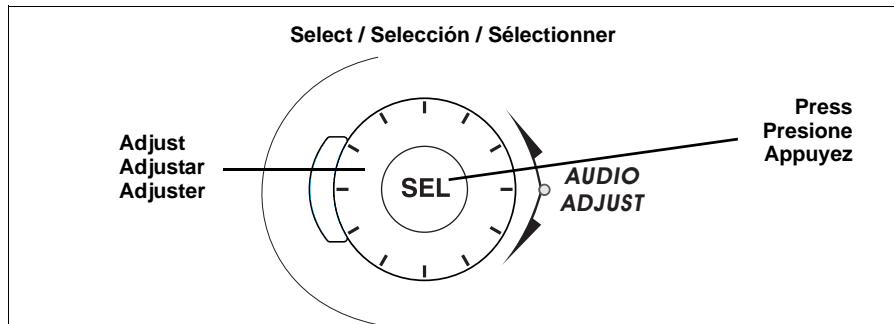 Select / Selección / Sélectionner
Adjust
Adjustar
Adjuster
Press
Presione
Appuyez
SEL
AUDIO
ADJUST